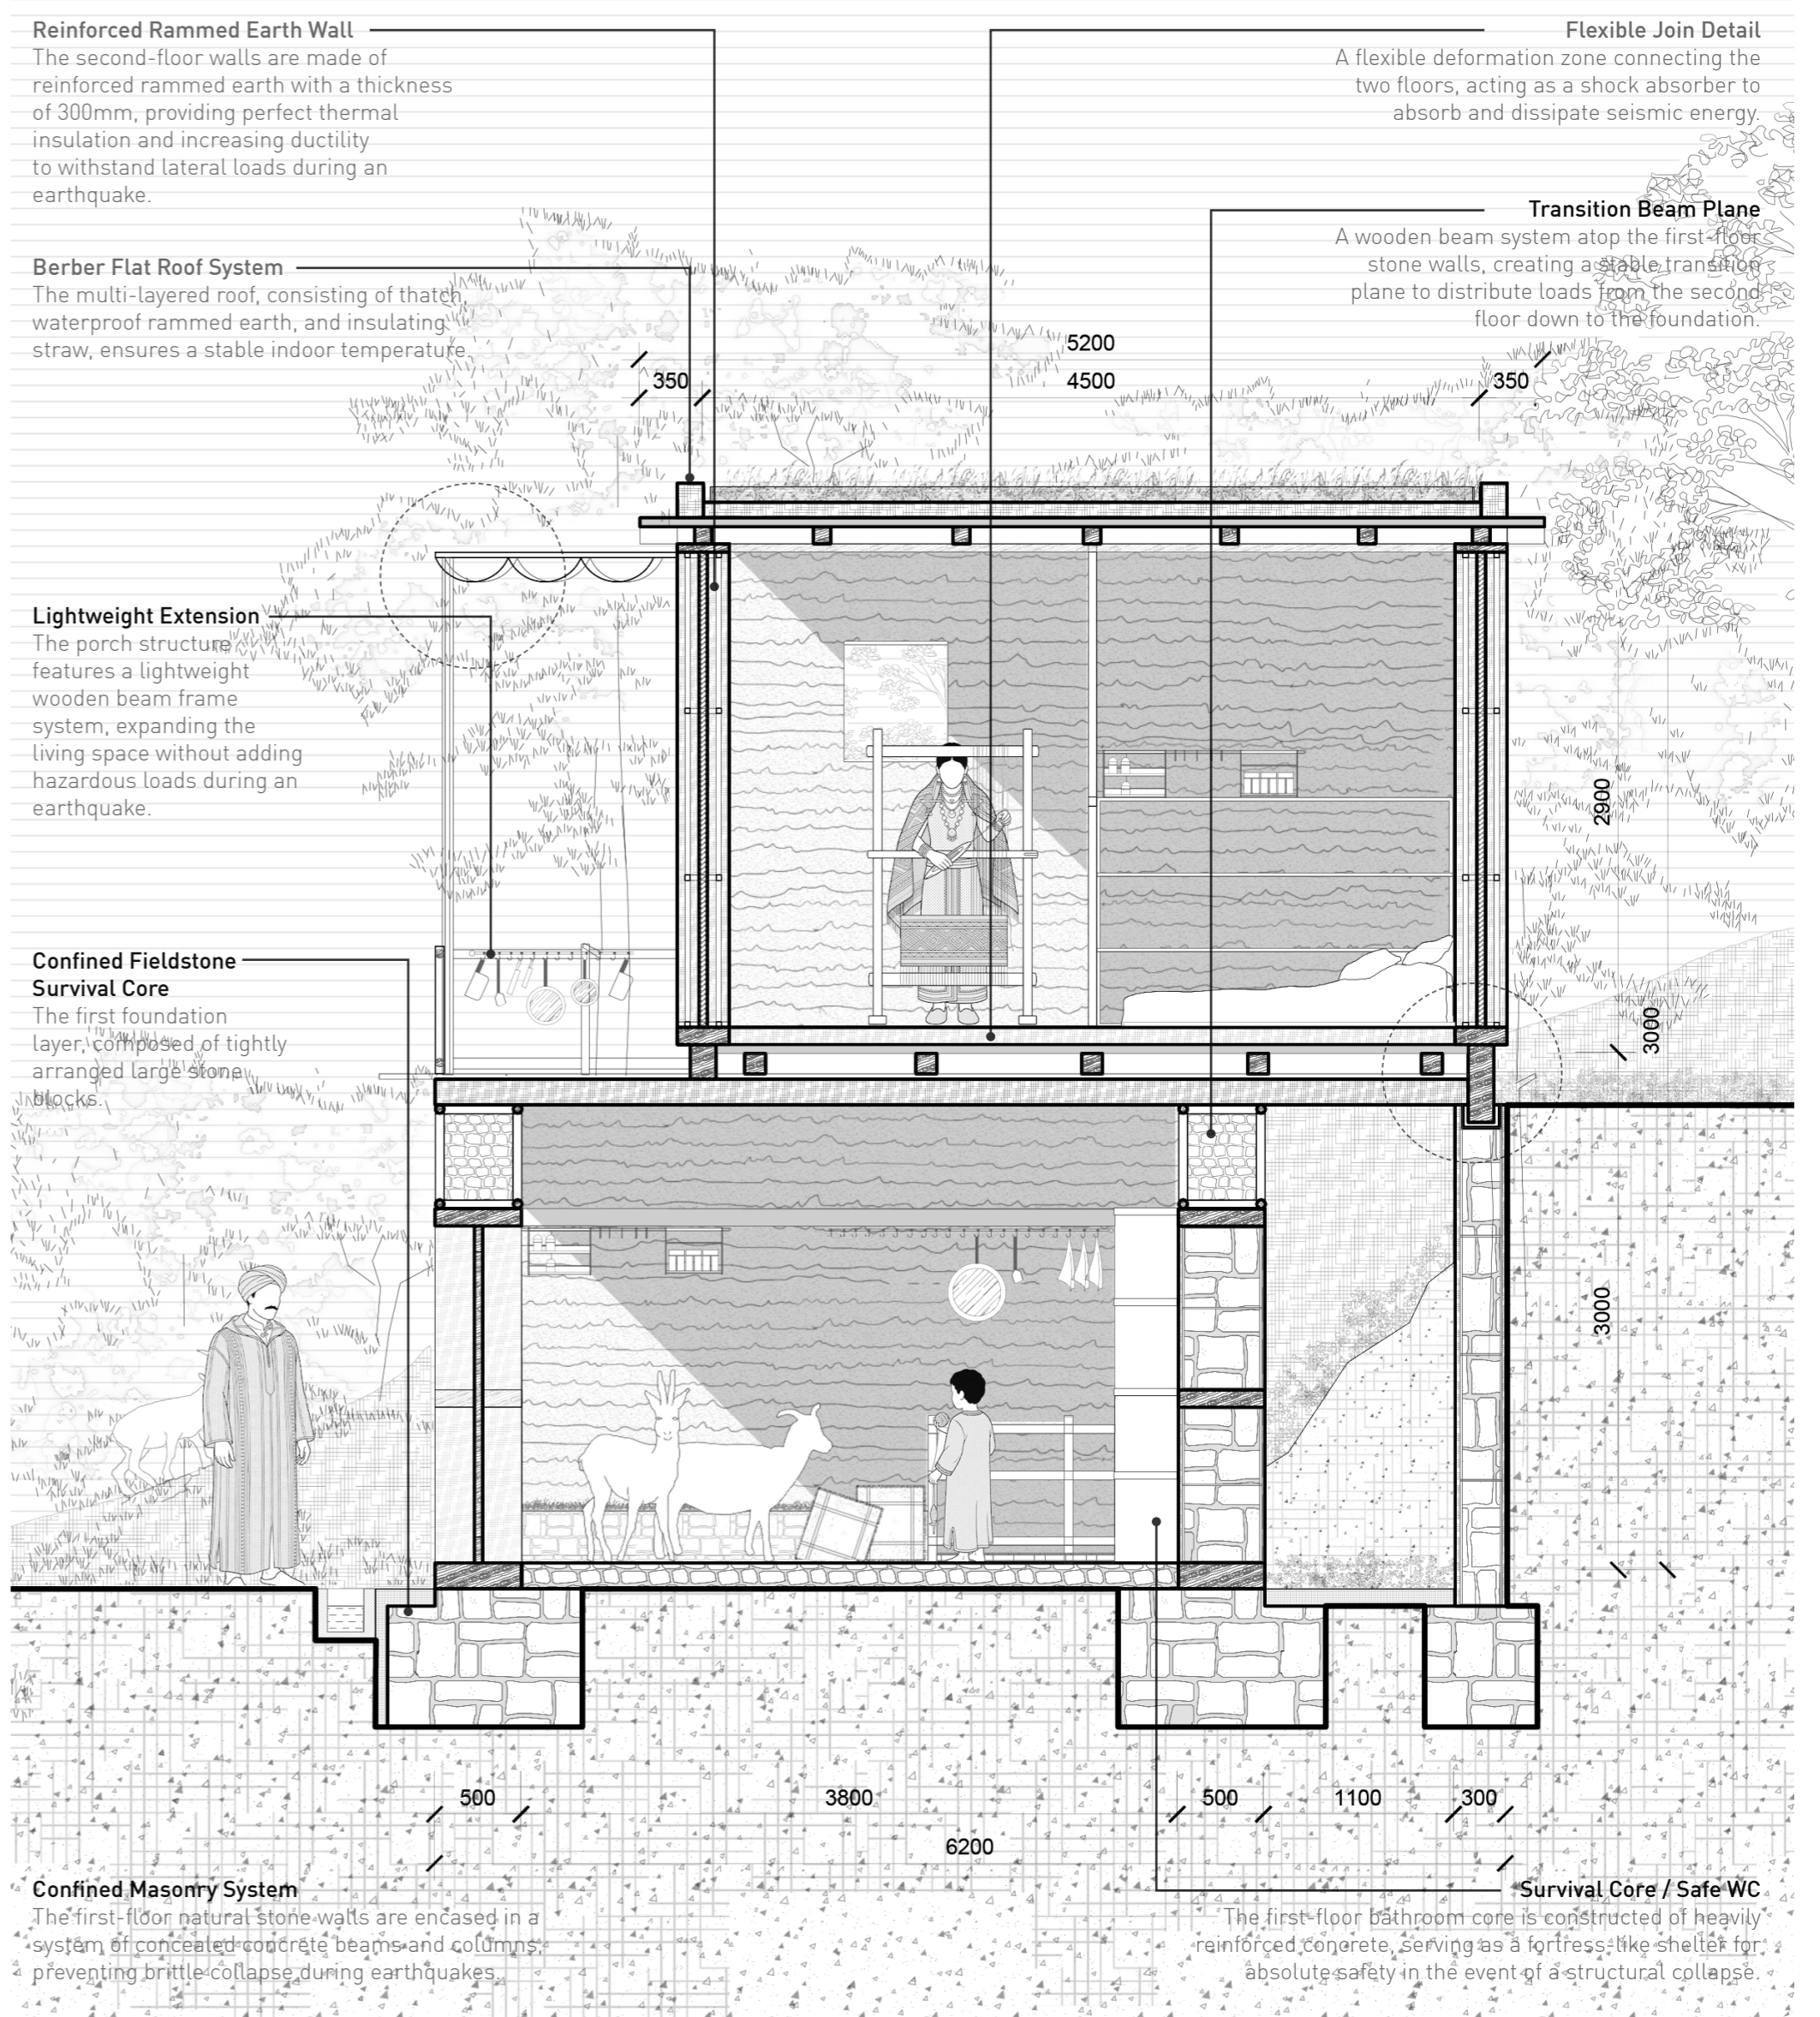 Reinforced Rammed Earth Wall
The second-floor walls are made of
reinforced rammed earth with a thickness
of 300mm, providing perfect thermal
insulation and increasing ductility
to withstand lateral loads during an
earthquake.
Flexible Join Detail
A flexible deformation zone connecting the
two floors, acting as a shock absorber to
absorb and dissipate seismic energy.
Transition Beam Plane
A wooden beam system atop the first-floor
stone walls, creating a stable transition
plane to distribute loads from the second
floor down to the foundation.
Berber Flat Roof System
The multi-layered roof, consisting of thatch,
waterproof rammed earth, and insulating
straw, ensures a stable indoor temperature.
5200
350
4500
350
Lightweight Extension
The porch structure
features a lightweight
wooden beam frame
system, expanding the
living space without adding
hazardous loads during an
earthquake.
2900
Confined Fieldstone
Survival Core
The first foundation
layer, composed of tightly
arranged large stone
blocks.
3000
3000
500
3800
500
1100
300
6200
Confined Masonry System
The first-floor natural stone walls are encased in a
system of concealed concrete beams and columns,
preventing brittle collapse during earthquakes.
Survival Core / Safe WC
The first-floor bathroom core is constructed of heavily
reinforced concrete, serving as a fortress-like shelter for
absolute safety in the event of a structural collapse.